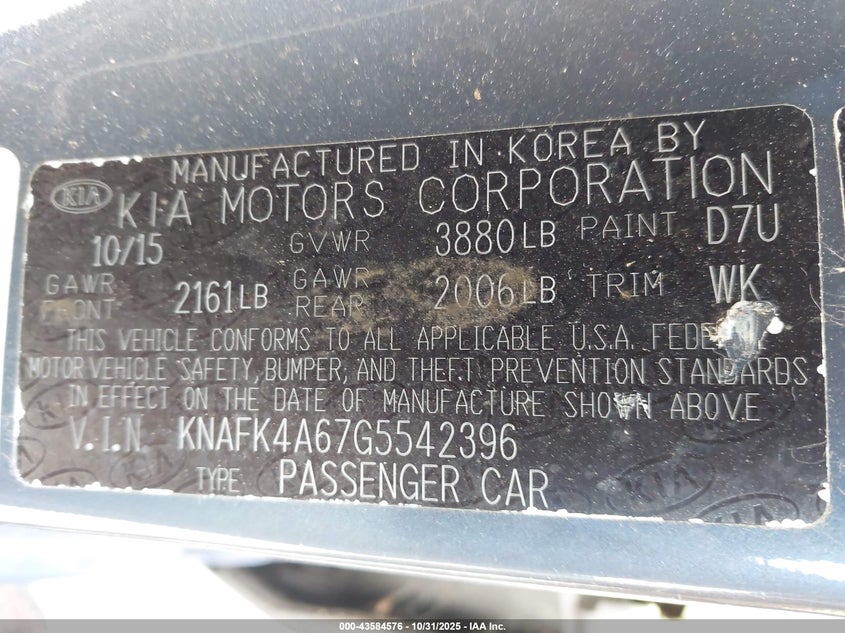 MANUFACTURED IN KOREA BY
KIA KIA MOTORS CORPORATION
10/15 GVWR 3880LB PAINT D7U
GAWR FRONT 2161LB GAWR REAR 2006LB TRIM WK
THIS VEHICLE CONFORMS TO ALL APPLICABLE U.S.A. FEDE
MOTOR VEHICLE SAFETY, BUMPER, AND THEFT PREVENTION STANDARDS
IN EFFECT ON THE DATE OF MANUFACTURE SHOWN ABOVE
V.I.N KNAFK4A67G5542396
TYPE PASSENGER CAR
000-43584576 | 10/31/2025 | IAA Inc.